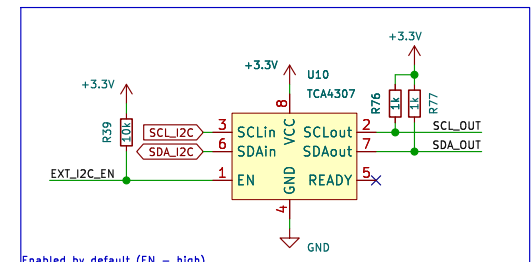 +3.3V
+3.3V
U10
TCA4307
+3.3V
R39
10k
R76
1k
1k
R77
8
VCC
SCL_I2C
3
SCLin
SCLout
2
SCL_OUT
SDA_I2C
6
SDAin
SDAout
7
SDA_OUT
EXT_I2C_EN
1
EN
GND
READY
5
4
GND
Enabled by default (EN - high)